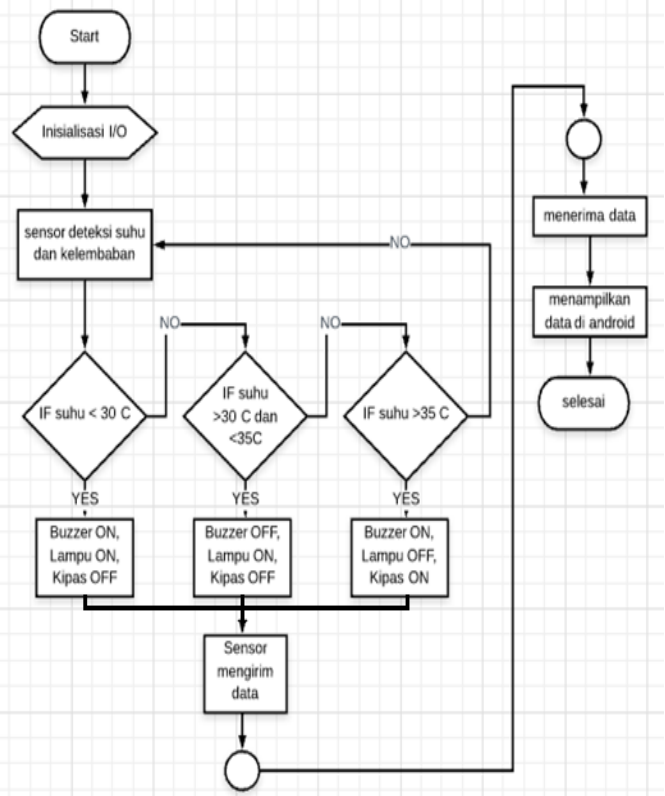 Start
Inisialisasi I/O
sensor deteksi suhu
dan kelembaban
NO
NO
NO
IF suhu < 30 C
IF suhu
>30 C dan
<35C
IF suhu >35 C
YES
YES
YES
Buzzer ON,
Lampu ON,
Kipas OFF
Buzzer OFF,
Lampu ON,
Kipas OFF
Buzzer ON,
Lampu OFF,
Kipas ON
Sensor
mengirim
data
menerima data
menampilkan
data di android
selesai